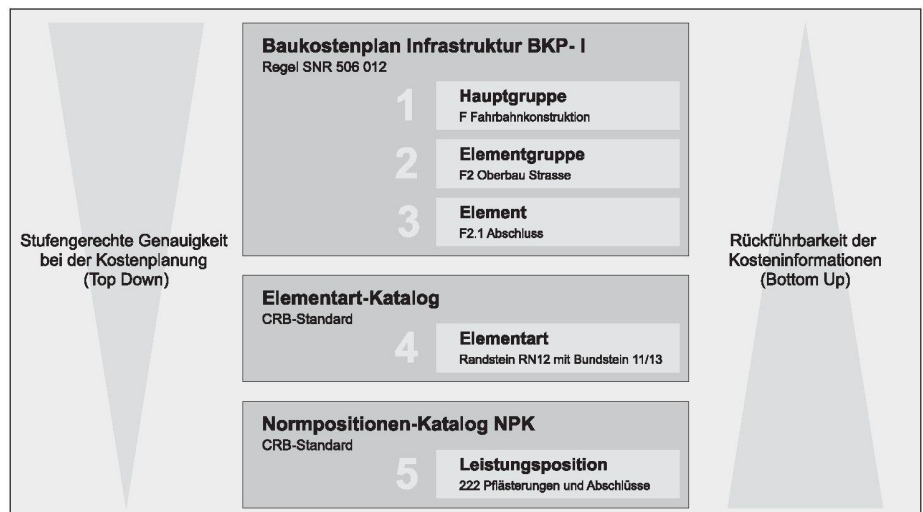 Baukostenplan Infrastruktur BKP- I
Regel SNR 506 012
1
Hauptgruppe
F Fahrbahnkonstruktion
2
Elementgruppe
F2 Oberbau Strasse
3
Element
F2.1 Abschluss
Stufengerechte Genauigkeit
bei der Kostenplanung
(Top Down)
Rückführbarkeit der
Kosteninformationen
(Bottom Up)
Elementart-Katalog
CRB-Standard
4
Elementart
Randstein RN12 mit Bundstein 11/13
Normpositionen-Katalog NPK
CRB-Standard
5
Leistungsposition
222 Pflästerungen und Abschlüsse